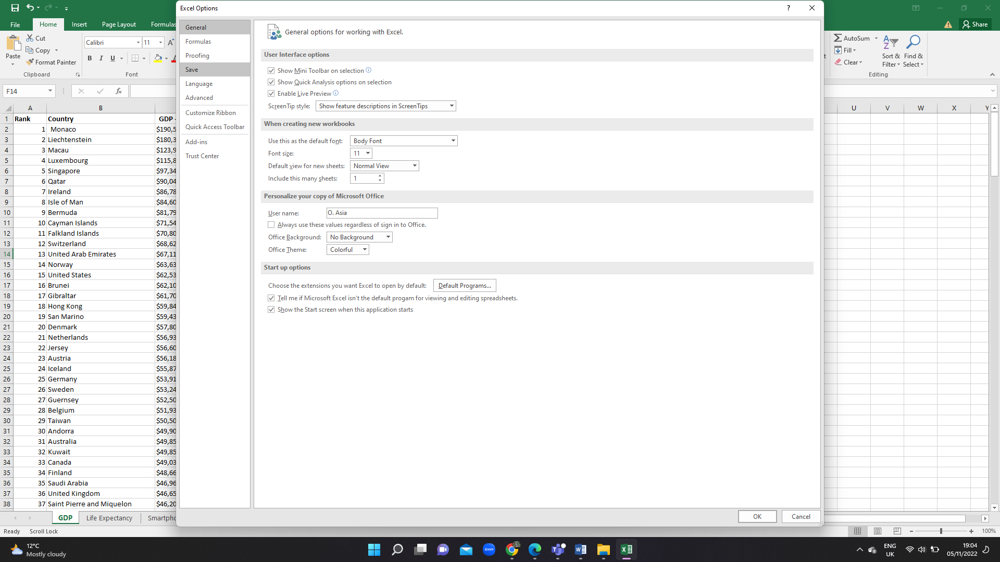 Excel Options
?
File
Home
Insert
Page Layout
Formulas
Share
Paste
Cut
Copy
Format Painter
Clipboard
Calibri
11
A
B I U
Font
AutoSum
Fill
Clear
Sort & Filter
Find & Select
Editing
F14
fx
A B U V W X Y
1 Rank Country GDP -
2 1 Monaco $190,5
3 2 Liechtenstein $180,3
4 3 Macau $123,9
5 4 Luxembourg $115,8
6 5 Singapore $97,34
7 6 Qatar $90,04
8 7 Ireland $86,78
9 8 Isle of Man $84,60
10 9 Bermuda $81,79
11 10 Cayman Islands $71,54
12 11 Falkland Islands $70,80
13 12 Switzerland $68,62
14 13 United Arab Emirates $67,11
15 14 Norway $63,63
16 15 United States $62,53
17 16 Brunei $62,10
18 17 Gibraltar $61,70
19 18 Hong Kong $59,84
20 19 San Marino $59,43
21 20 Denmark $57,80
22 21 Netherlands $56,93
23 22 Jersey $56,60
24 23 Austria $56,18
25 24 Iceland $55,87
26 25 Germany $53,91
27 26 Sweden $53,24
28 27 Guernsey $52,50
29 28 Belgium $51,93
30 29 Taiwan $50,50
31 30 Andorra $49,90
32 31 Australia $49,85
33 32 Kuwait $49,85
34 33 Canada $49,03
35 34 Finland $48,66
36 35 Saudi Arabia $46,96
37 36 United Kingdom $46,65
38 37 Saint Pierre and Miquelon $46,20
General
Formulas
Proofing
Save
Language
Advanced
Customize Ribbon
Quick Access Toolbar
Add-ins
Trust Center
General options for working with Excel.
User Interface options
Show Mini Toolbar on selection
Show Quick Analysis options on selection
Enable Live Preview
ScreenTip style: Show feature descriptions in ScreenTips
When creating new workbooks
Use this as the default font: Body Font
Font size: 11
Default view for new sheets: Normal View
Include this many sheets: 1
Personalize your copy of Microsoft Office
User name: O. Asia
Always use these values regardless of sign in to Office.
Office Background: No Background
Office Theme: Colorful
Start up options
Choose the extensions you want Excel to open by default: Default Programs...
Tell me if Microsoft Excel isn't the default progam for viewing and editing spreadsheets.
Show the Start screen when this application starts
OK
Cancel
GDP
Life Expectancy
Smartpho
Ready
Scroll Lock
100%
12°C
Mostly cloudy
zoom
ENG
UK
19:04
05/11/2022